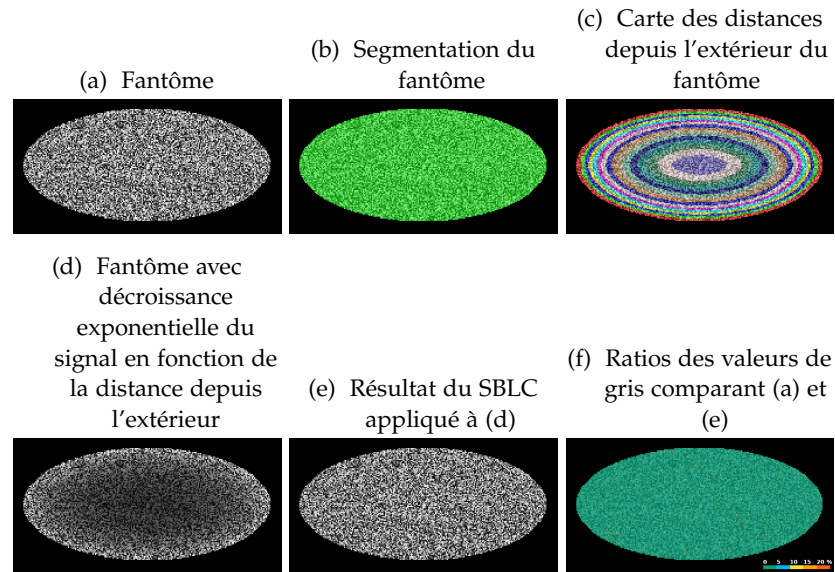 (a) Fantôme
(b) Segmentation du
fantôme
(c) Carte des distances
depuis l'extérieur du
fantôme
(d) Fantôme avec
décroissance
exponentielle du
signal en fonction de
la distance depuis
l'extérieur
(e) Résultat du SBLC
appliqué à (d)
(f) Ratios des valeurs de
gris comparant (a) et
(e)
0 5 10 15 20 %